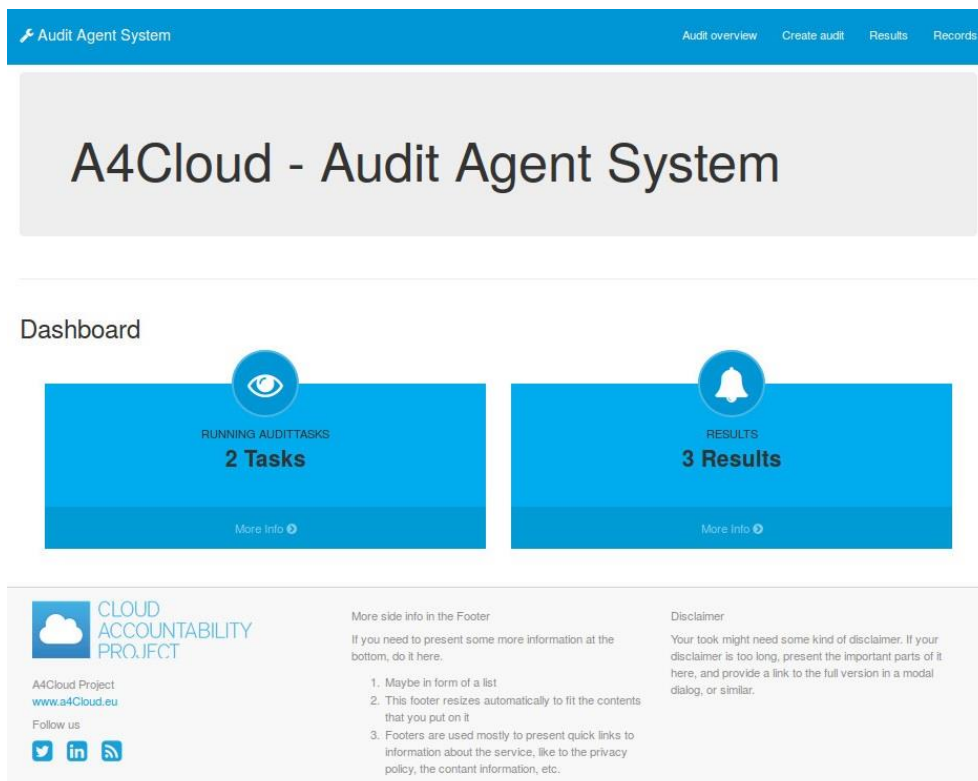 Audit Agent System
Audit overview Create audit Results Records
A4Cloud - Audit Agent System
Dashboard
RUNNING AUDITTASKS
2 Tasks
More Info
RESULTS
3 Results
More Info
CLOUD
ACCOUNTABILITY
PROJECT
A4Cloud Project
www.a4Cloud.eu
Follow us
in
More side info in the Footer
If you need to present some more information at the
bottom, do it here.
1. Maybe in form of a list
2. This footer resizes automatically to fit the contents
that you put on it
3. Footers are used mostly to present quick links to
information about the service, like to the privacy
policy, the contant information, etc.
Disclaimer
Your took might need some kind of disclaimer. If your
disclaimer is too long, present the important parts of it
here, and provide a link to the full version in a modal
dialog, or similar.